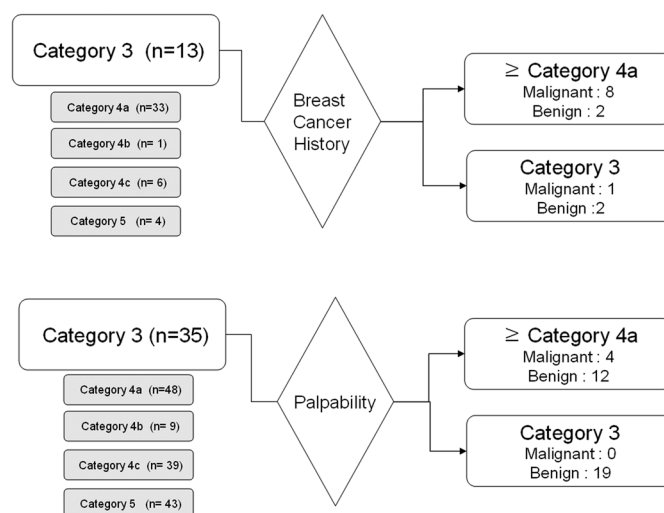 Category 3 (n=13)
Category 4a (n=33)
Category 4b (n= 1)
Category 4c (n= 6)
Category 5 (n= 4)
Breast
Cancer
History
≥ Category 4a
Malignant : 8
Benign : 2
Category 3
Malignant : 1
Benign :2
Category 3 (n=35)
Category 4a (n=48)
Category 4b (n= 9)
Category 4c (n= 39)
Category 5 (n= 43)
Palpability
≥ Category 4a
Malignant : 4
Benign : 12
Category 3
Malignant : 0
Benign : 19